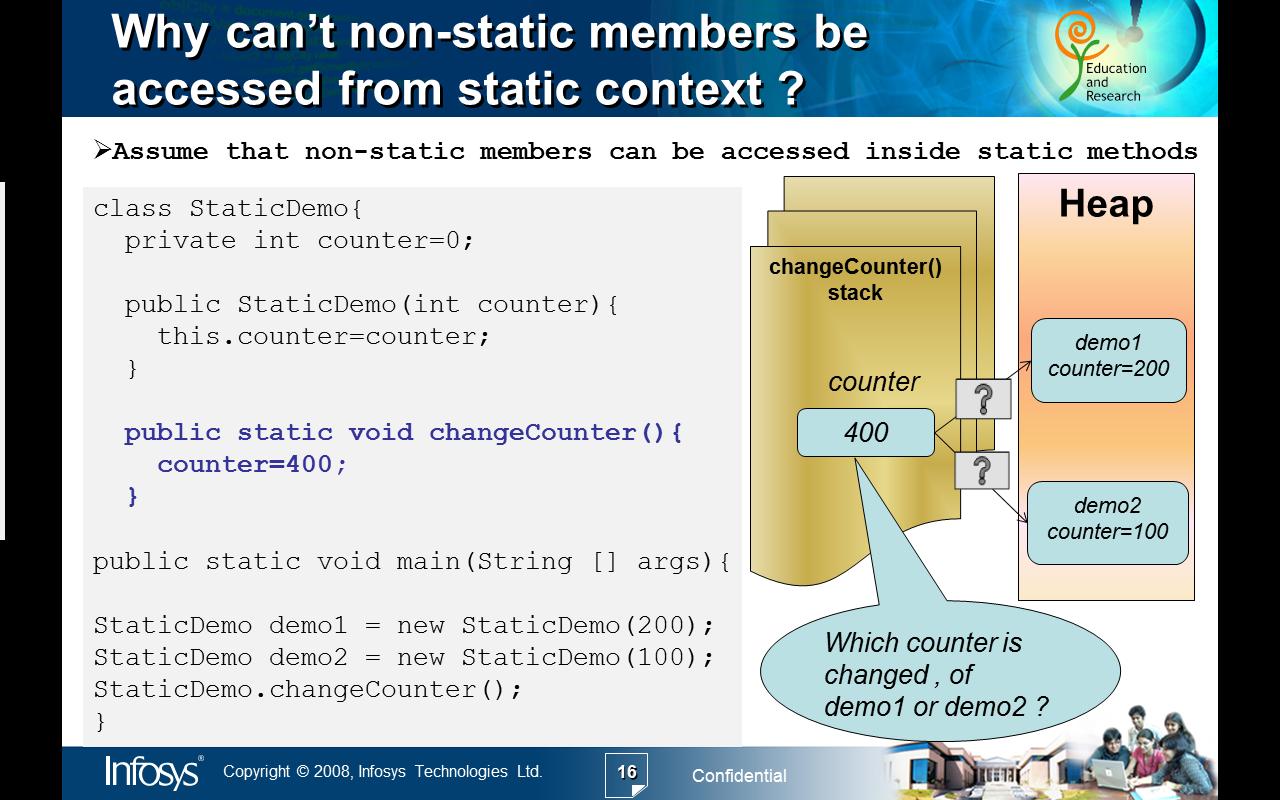 Why can't non-static members be
accessed from static context ?
Education
and
Research
➢Assume that non-static members can be accessed inside static methods
class StaticDemo{
private int counter=0;
public StaticDemo(int counter){
this.counter=counter;
}
public static void changeCounter(){
counter=400;
}
public static void main(String [] args){
StaticDemo demo1 = new StaticDemo(200);
StaticDemo demo2 = new StaticDemo(100);
StaticDemo.changeCounter();
}
changeCounter()
stack
counter
400
?
?
Heap
demo1
counter=200
demo2
counter=100
Which counter is
changed , of
demo1 or demo2 ?
Infosys®
Copyright © 2008, Infosys Technologies Ltd.
16
Confidential